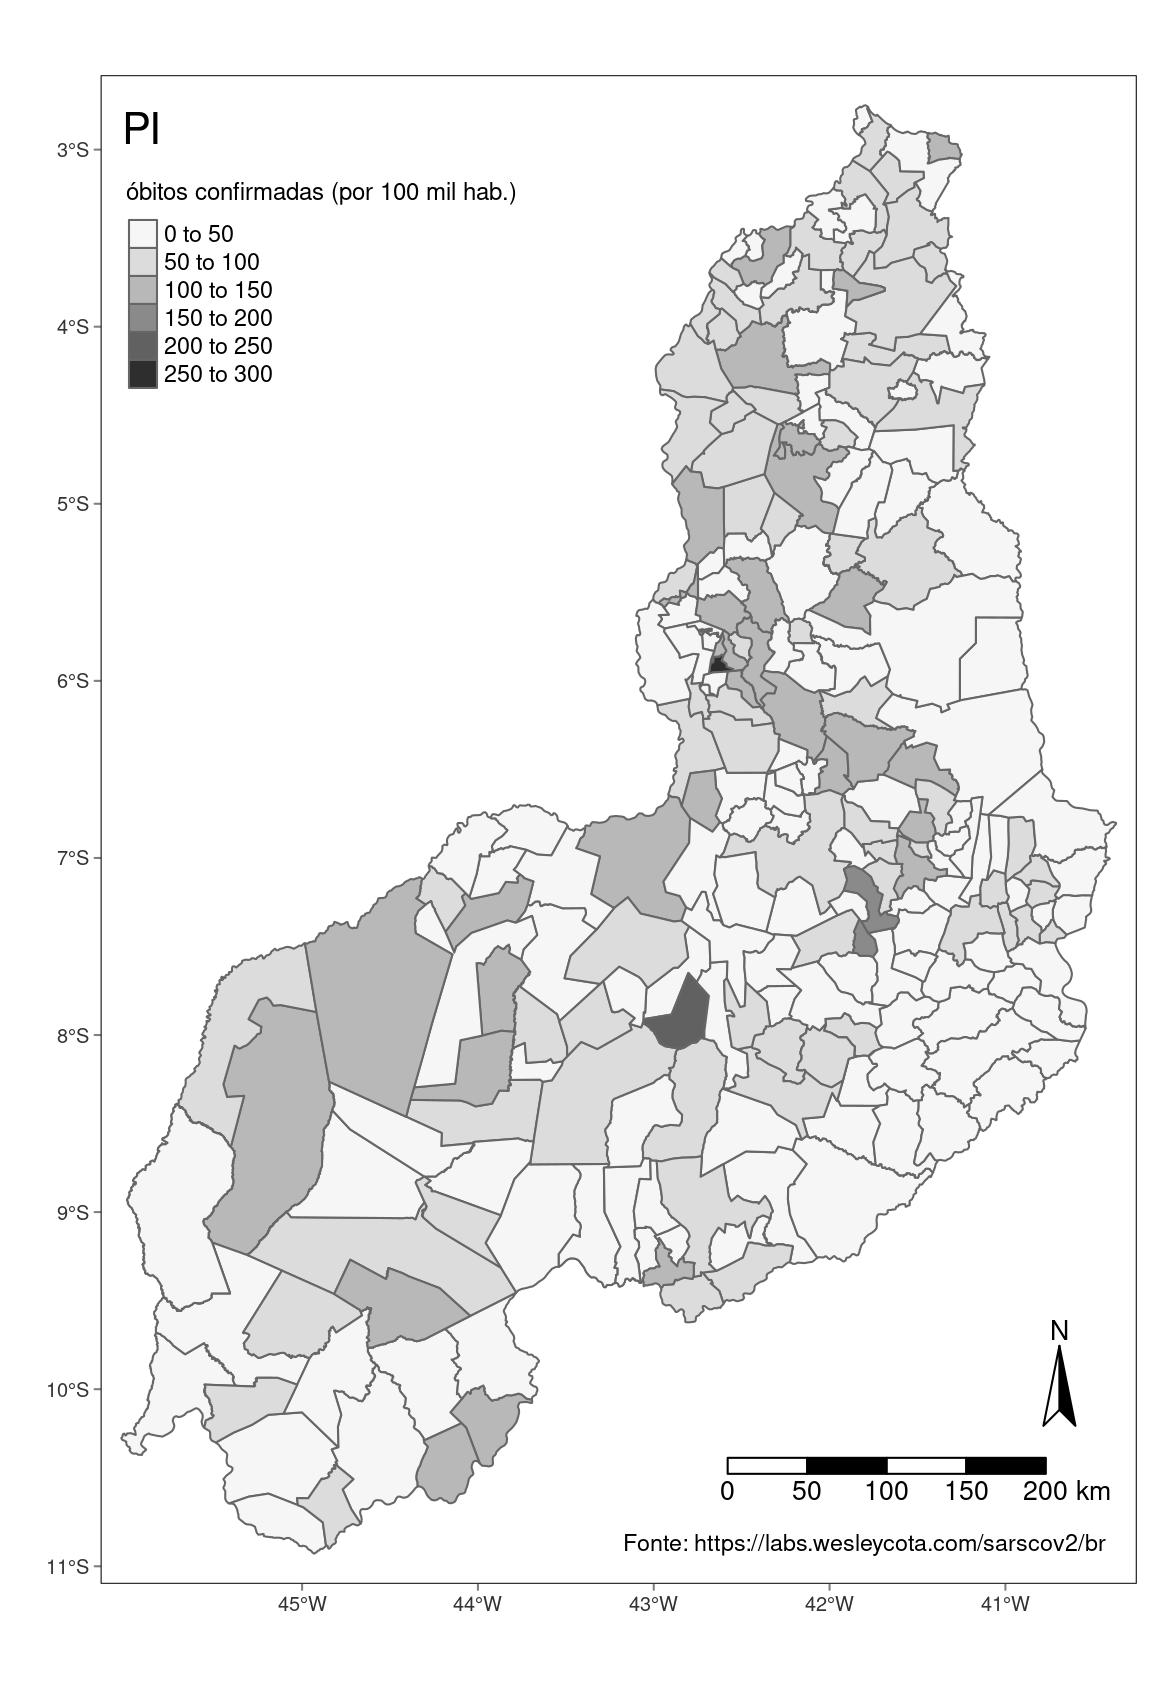 PI
óbitos confirmadas (por 100 mil hab.)
0 to 50
50 to 100
100 to 150
150 to 200
200 to 250
250 to 300
3°S
4°S
5°S
6°S
7°S
8°S
9°S
10°S
11°S
N
0 50 100 150 200 km
Fonte: https://labs.wesleycota.com/sarscov2/br
45°W 44°W 43°W 42°W 41°W